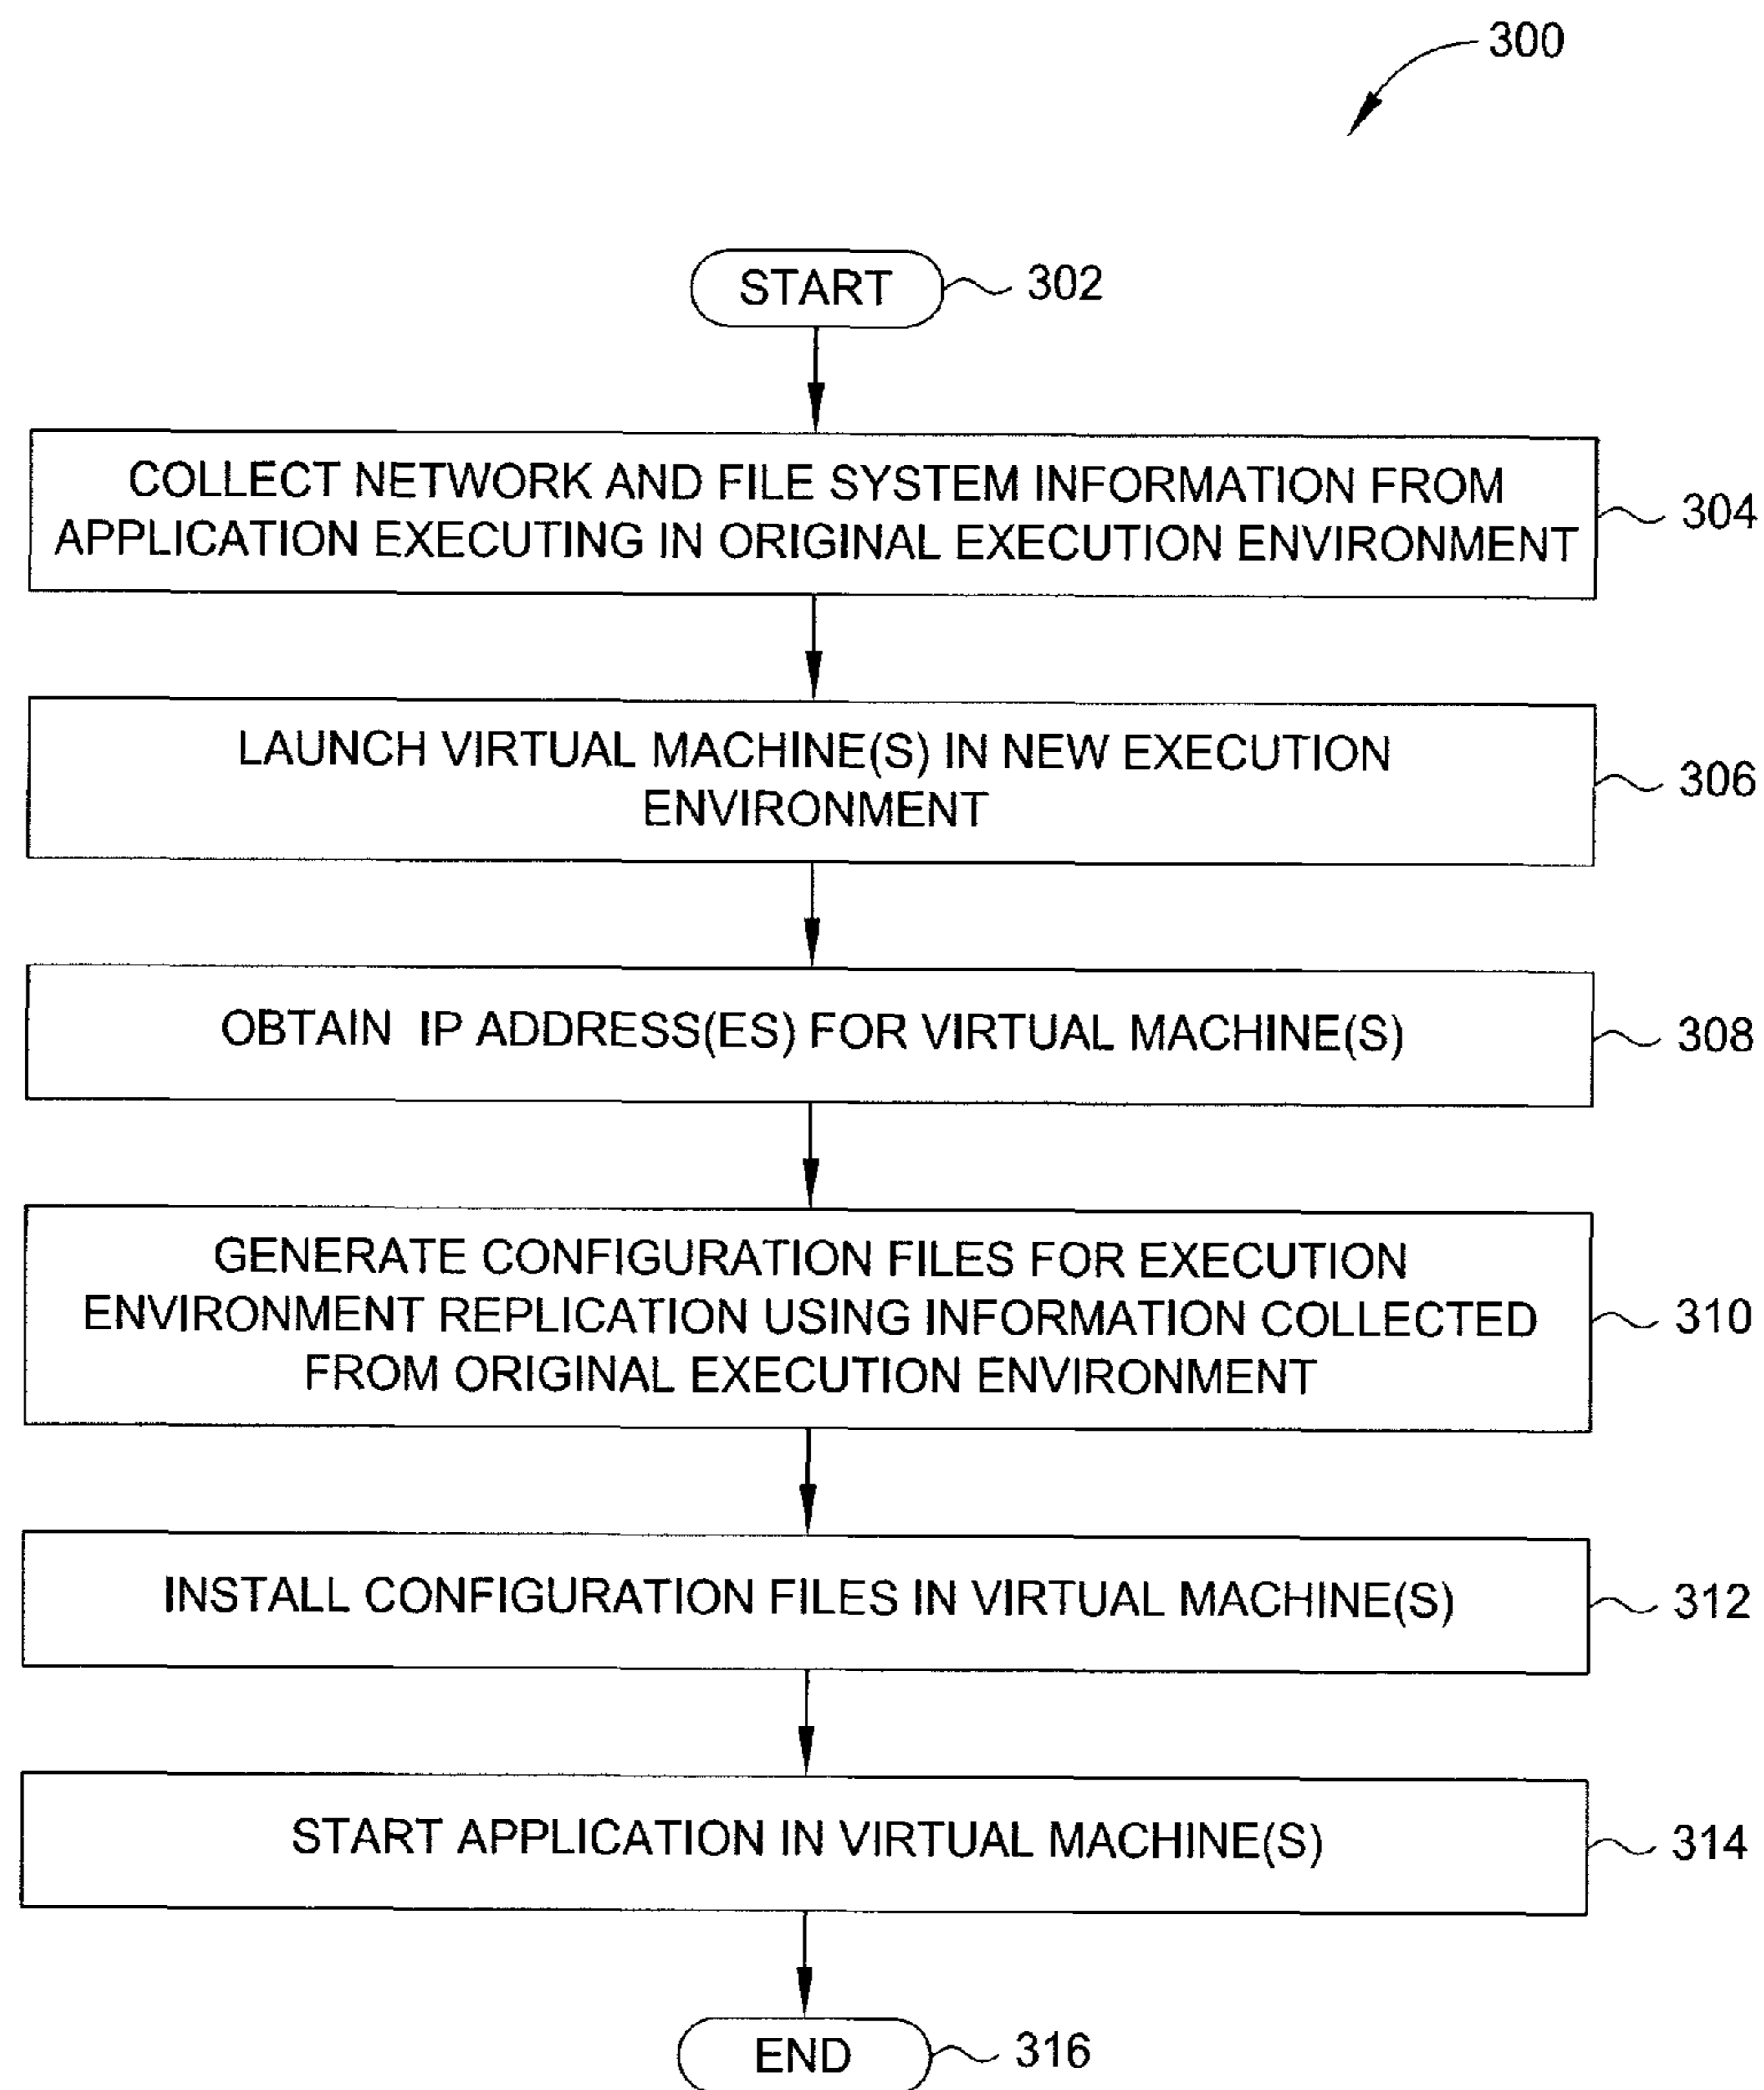 300
START 302
COLLECT NETWORK AND FILE SYSTEM INFORMATION FROM
APPLICATION EXECUTING IN ORIGINAL EXECUTION ENVIRONMENT
304
LAUNCH VIRTUAL MACHINE(S) IN NEW EXECUTION
ENVIRONMENT
306
OBTAIN IP ADDRESS(ES) FOR VIRTUAL MACHINE(S) 308
GENERATE CONFIGURATION FILES FOR EXECUTION
ENVIRONMENT REPLICATION USING INFORMATION COLLECTED
FROM ORIGINAL EXECUTION ENVIRONMENT
310
INSTALL CONFIGURATION FILES IN VIRTUAL MACHINE(S) 312
START APPLICATION IN VIRTUAL MACHINE(S) 314
END 316